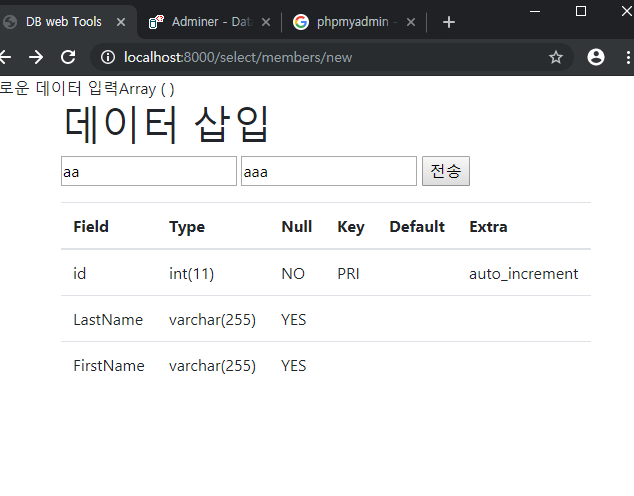 DB web Tools
Adminer - Data
phpmyadmin -
localhost:8000/select/members/new
로운 데이터 입력Array ( )
데이터 삽입
aa aaa 전송
Field Type Null Key Default Extra
id int(11) NO PRI auto_increment
LastName varchar(255) YES
FirstName varchar(255) YES